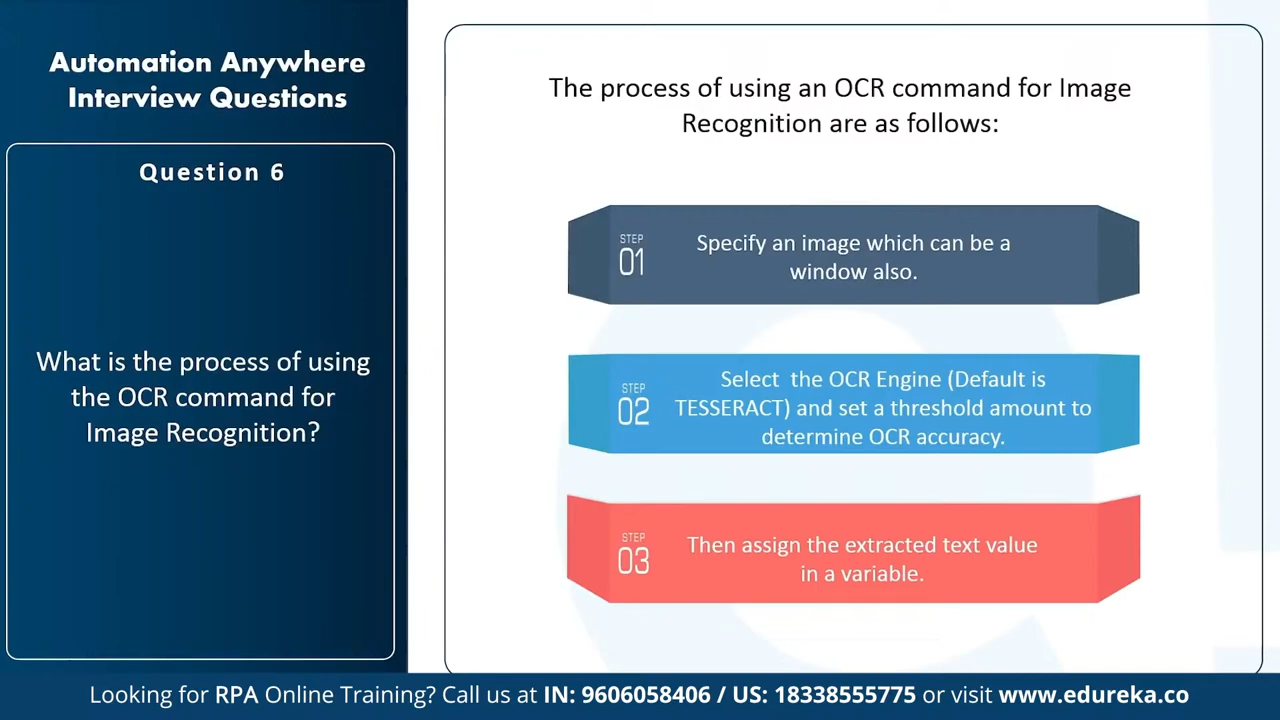 Automation Anywhere
Interview Questions
Question 6
What is the process of using
the OCR command for
Image Recognition?
The process of using an OCR command for Image
Recognition are as follows:
STEP
01
Specify an image which can be a
window also.
STEP
02
Select the OCR Engine (Default is
TESSERACT) and set a threshold amount to
determine OCR accuracy.
STEP
03
Then assign the extracted text value
in a variable.
Looking for RPA Online Training? Call us at IN: 9606058406 / US: 18338555775 or visit www.edureka.co